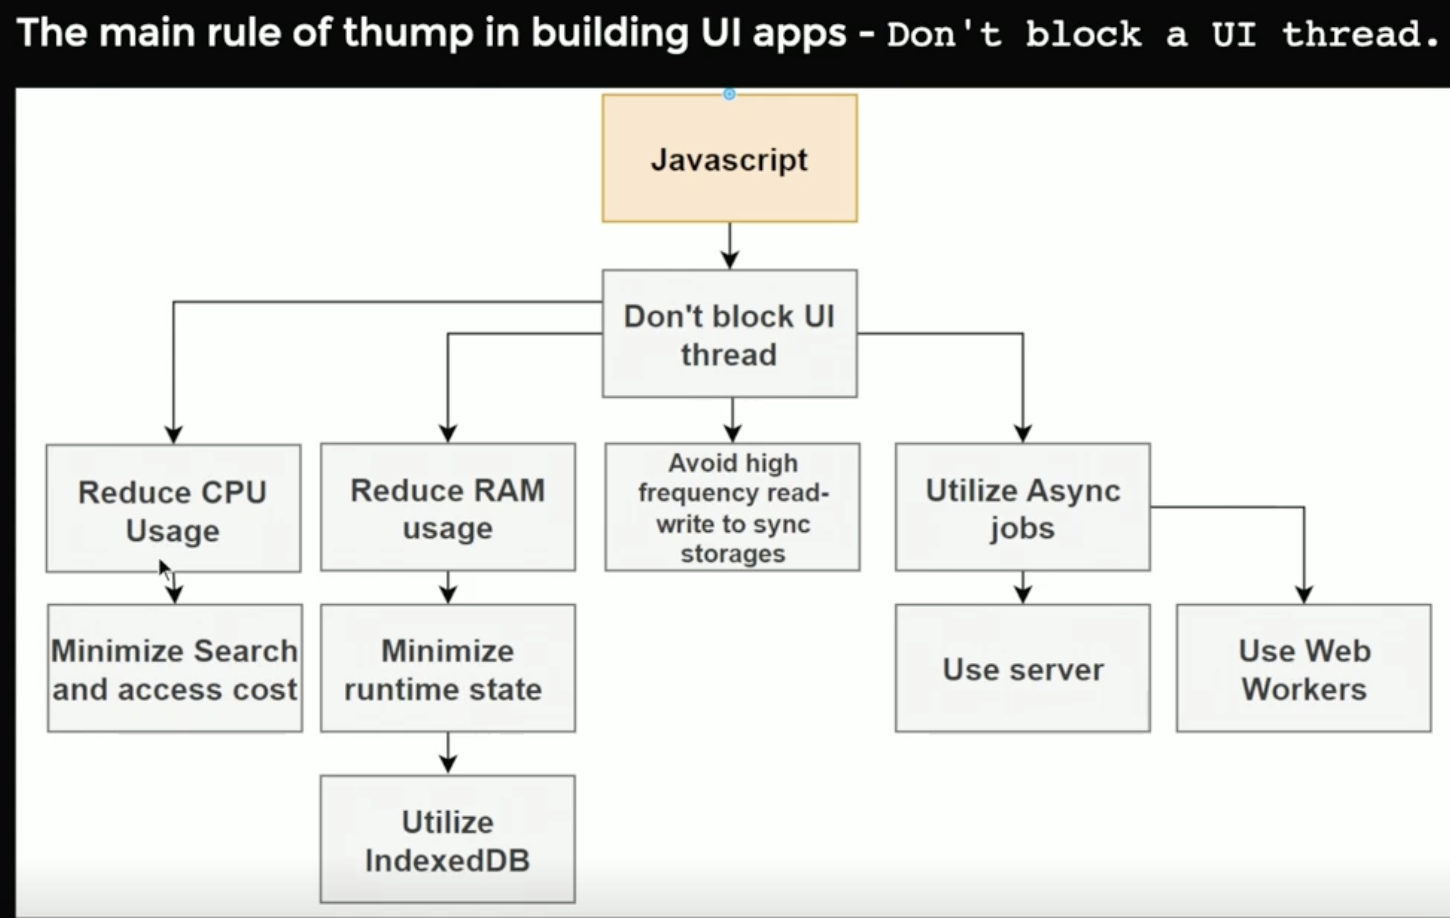 The main rule of thump in building UI apps - Don't block a UI thread.
Javascript
Don't block UI
thread
Reduce CPU
Usage
Reduce RAM
usage
Avoid high
frequency read-
write to sync
storages
Utilize Async
jobs
Minimize Search
and access cost
Minimize
runtime state
Use server
Use Web
Workers
Utilize
IndexedDB